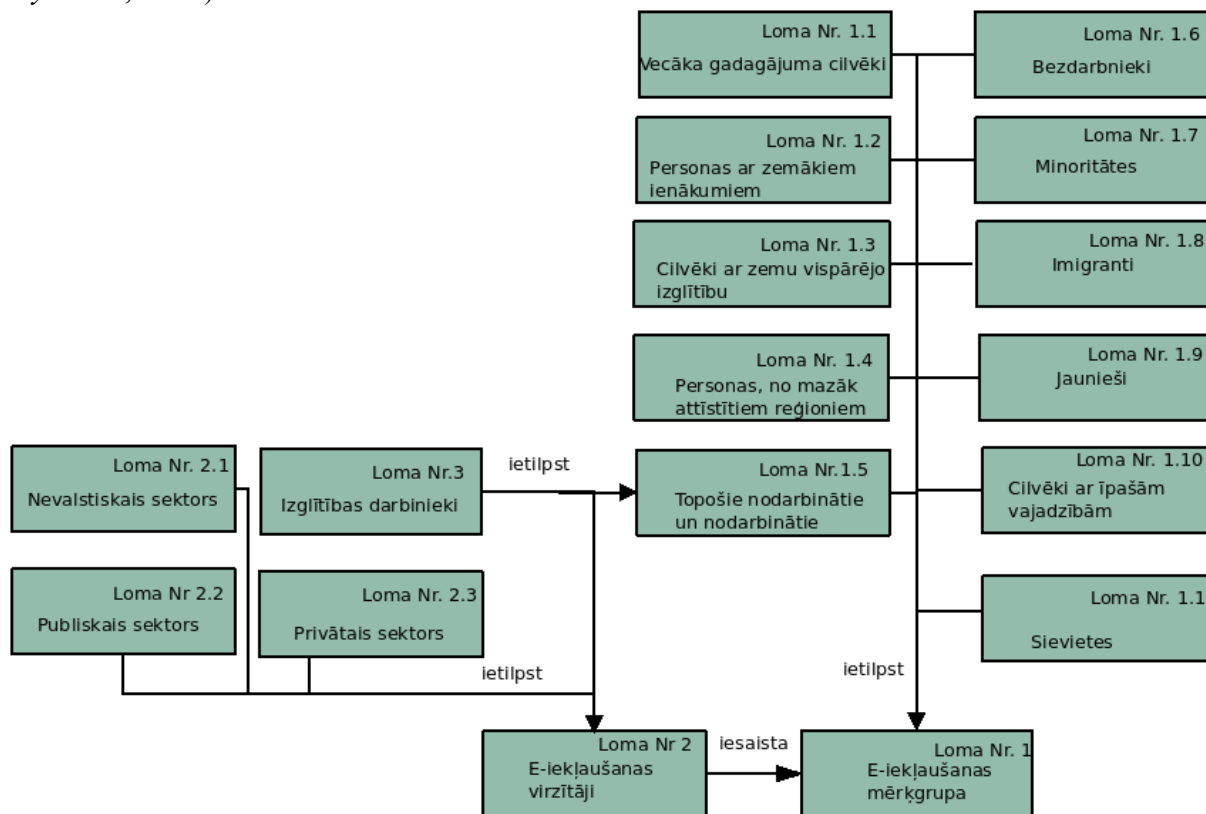 Loma Nr. 1.1
Vecāka gadagājuma cilvēki
Loma Nr. 1.6
Bezdarbnieki
Loma Nr. 1.2
Personas ar zemākiem
ienākumiem
Loma Nr. 1.7
Minoritātes
Loma Nr. 1.3
Cilvēki ar zemu vispārējo
izglītību
Loma Nr. 1.8
Imigranti
Loma Nr. 1.4
Personas, no mazāk
attīstītiem reģioniem
Loma Nr. 1.9
Jaunieši
Loma Nr. 2.1
Nevalstiskais sektors
Loma Nr.3
Izglītības darbinieki
ietilpst
Loma Nr.1.5
Topošie nodarbinātie
un nodarbinātie
Loma Nr. 1.10
Cilvēki ar īpašām
vajadzībām
Loma Nr 2.2
Publiskais sektors
Loma Nr. 2.3
Privātais sektors
Loma Nr. 1.1
Sievietes
ietilpst
ietilpst
Loma Nr 2
E-iekļaušanas
virzītāji
iesaista
Loma Nr. 1
E-iekļaušanas
mērķgrupa